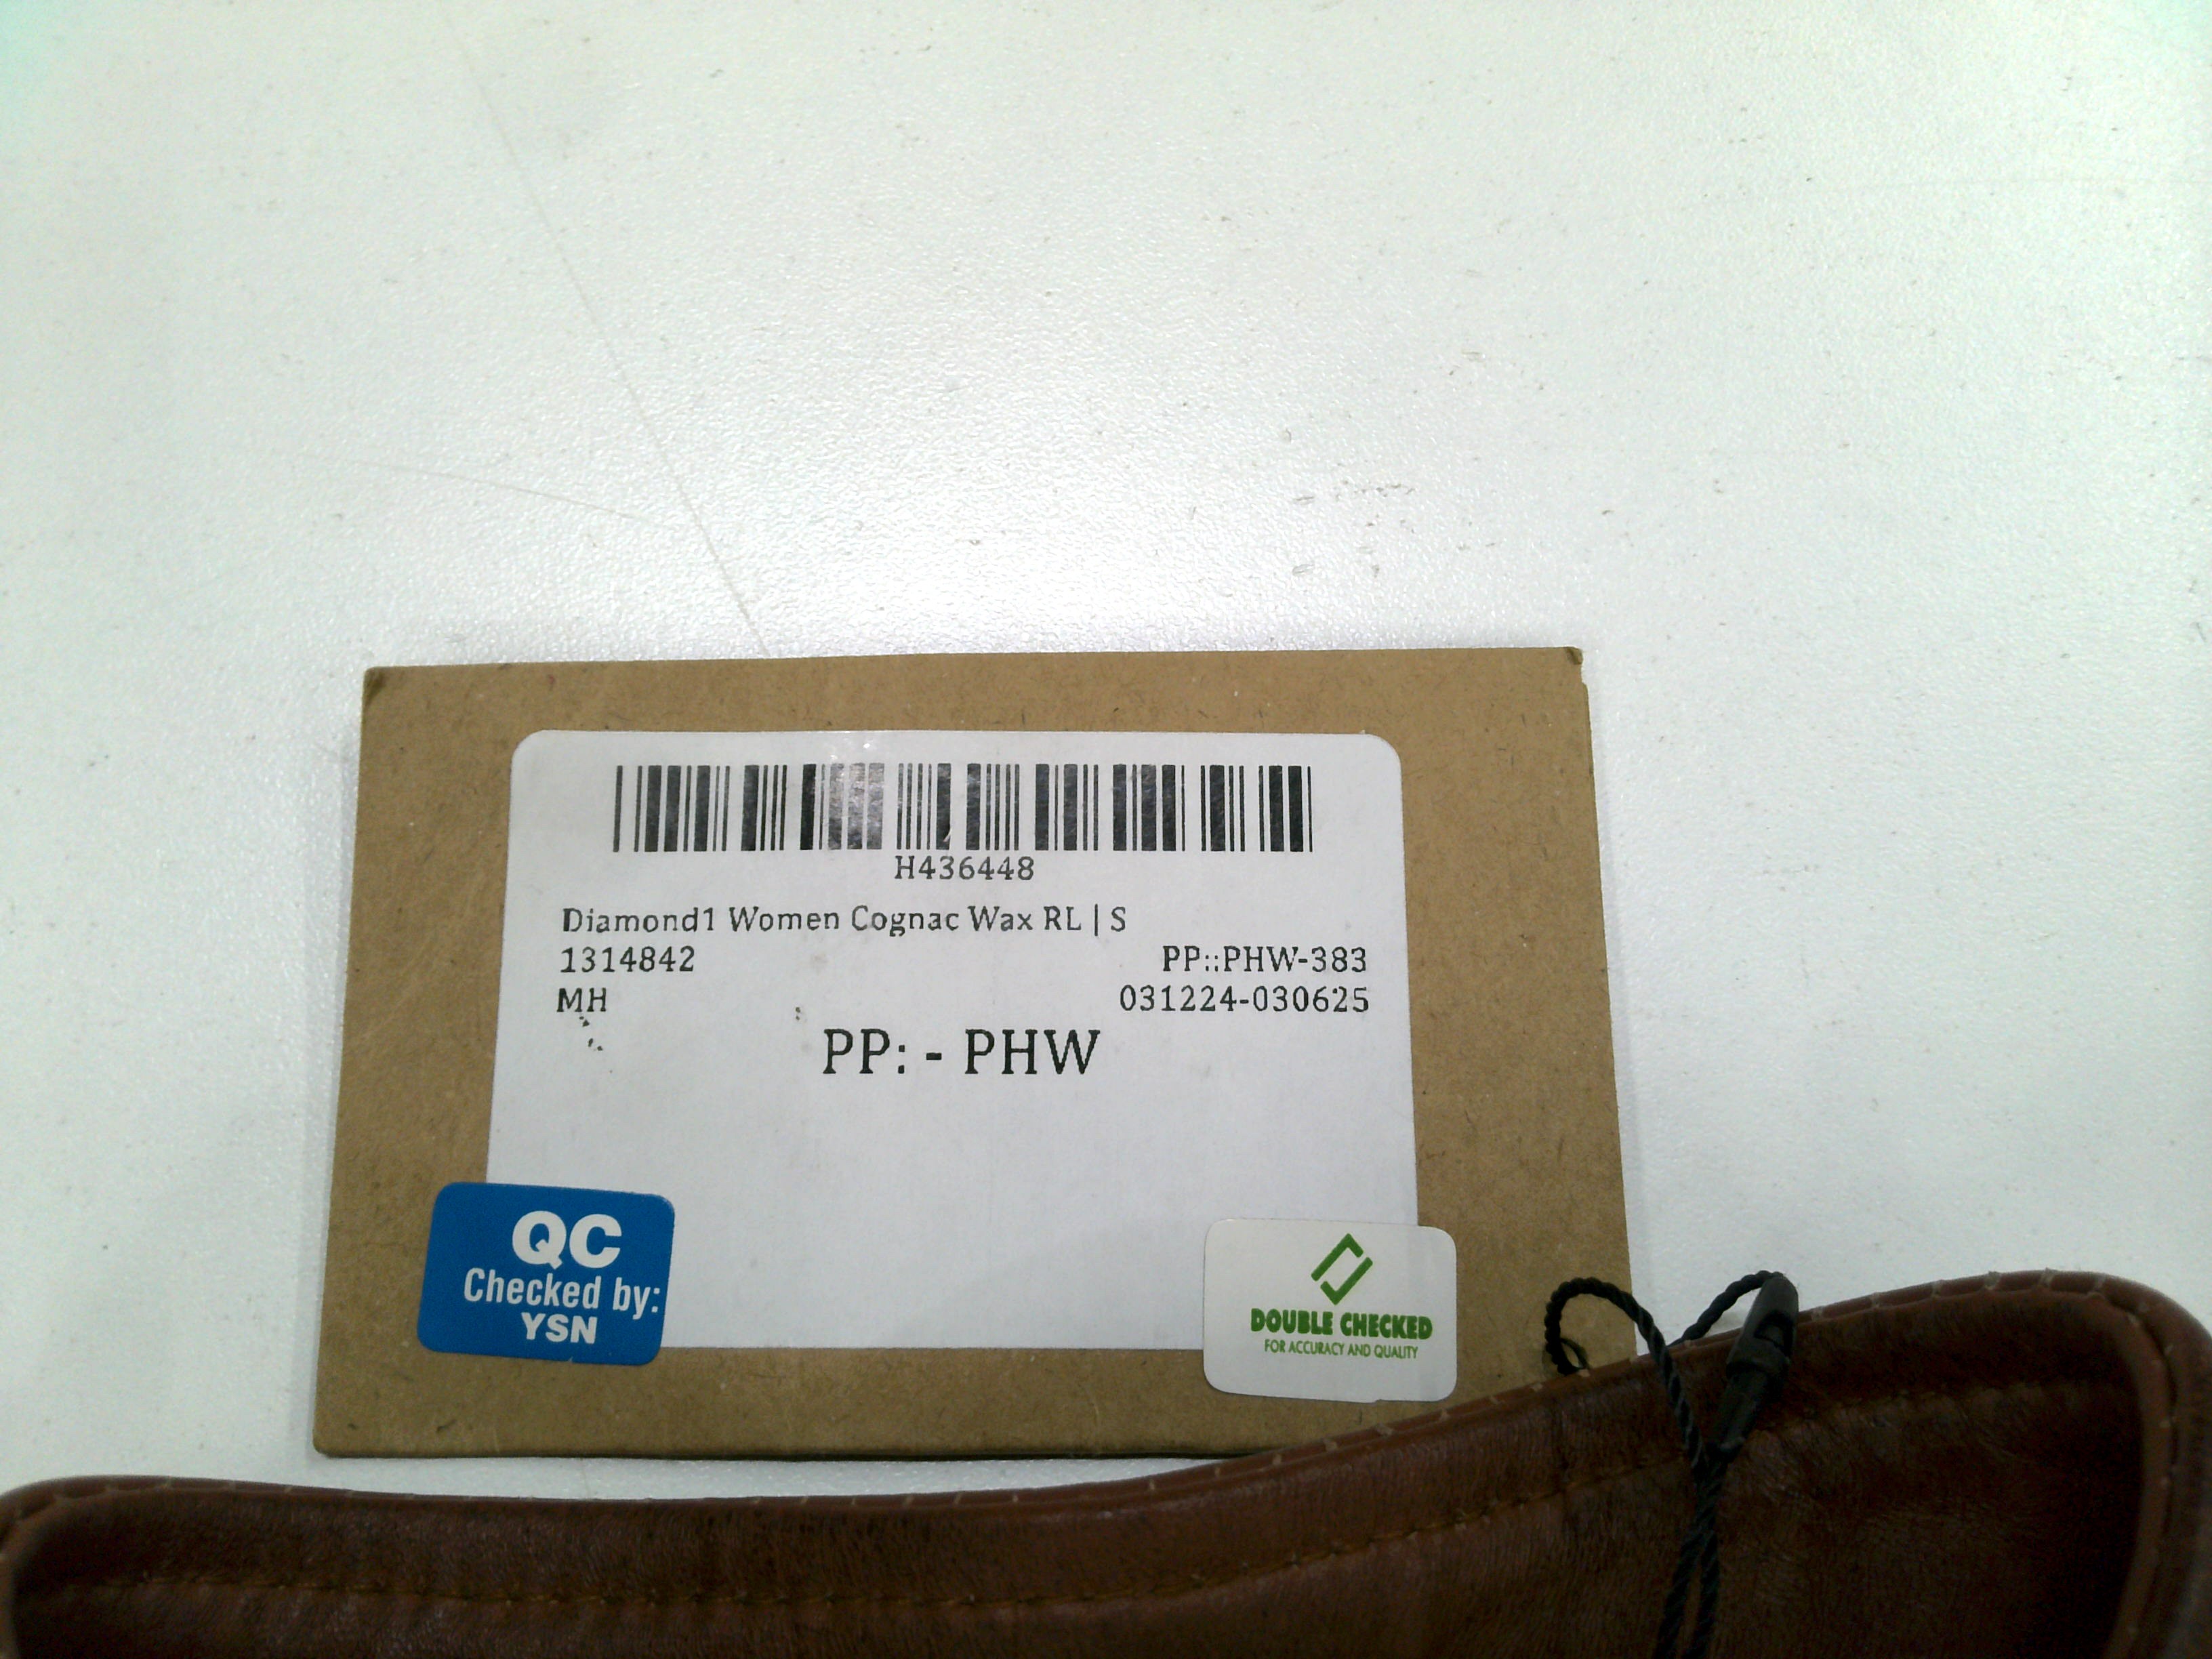 H436448
Diamond1 Women Cognac Wax RL | S
1314842 PP::PHW-383
MH 031224-030625
PP: - PHW
QC
Checked by:
YSN
DOUBLE CHECKED
FOR ACCURACY AND QUALITY